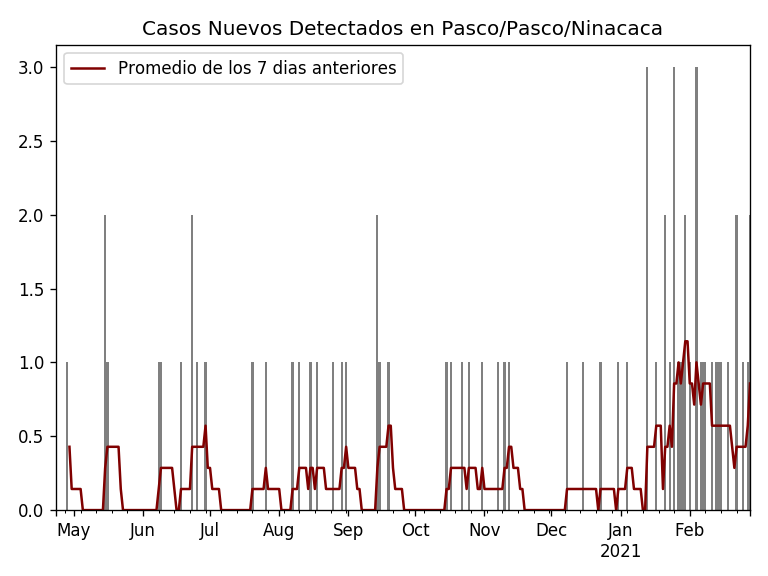 Casos Nuevos Detectados en Pasco/Pasco/Ninacaca
Promedio de los 7 dias anteriores
3.0
2.5
2.0
1.5
1.0
0.5
0.0
May Jun Jul Aug Sep Oct Nov Dec Jan Feb
2021